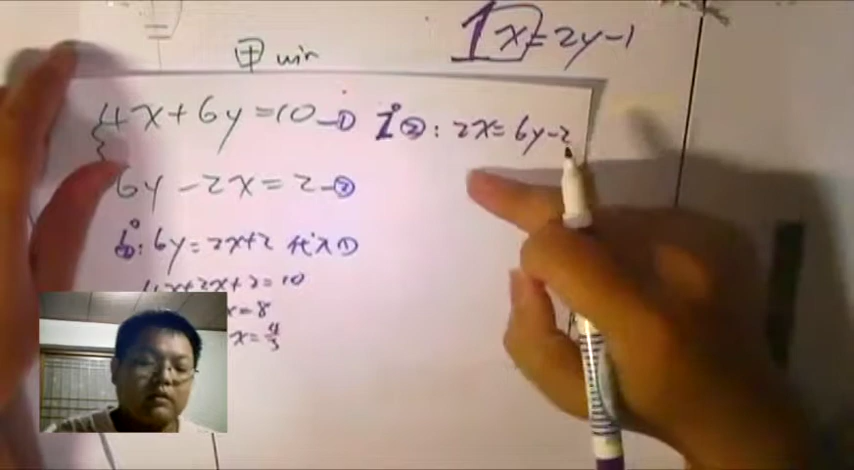 1x=2y-1
甲 win
4x+6y=10-①
6y-2x=2-②
由②:2x=6y-2
由②:6y=2x+2 代入①
4x+2x+2=10
x=8
x=4/3